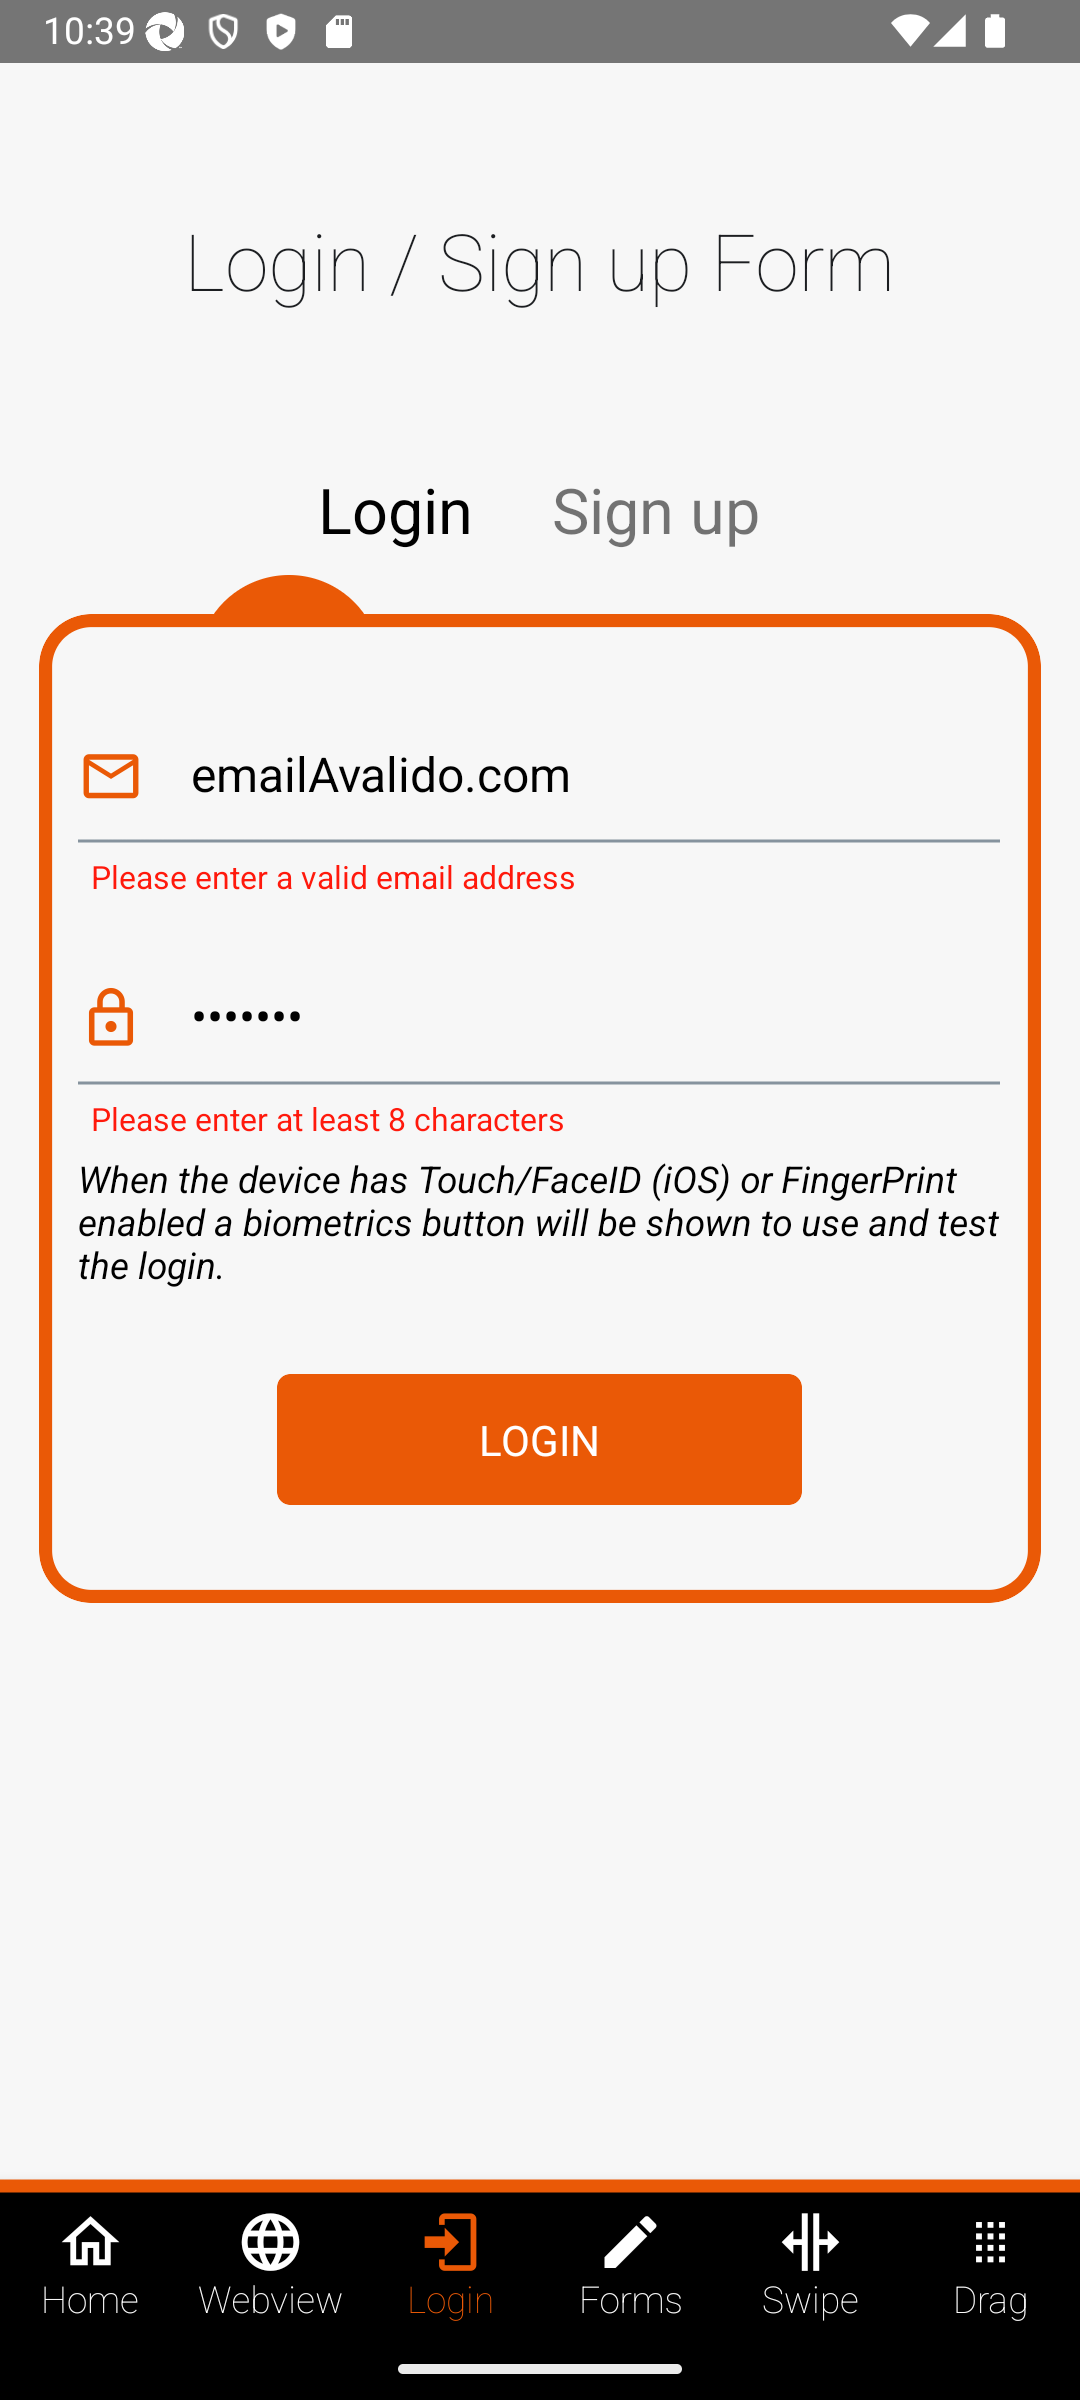 10:39
Login / Sign up Form
Login Sign up
emailAvalido.com
Please enter a valid email address
•••••••
Please enter at least 8 characters
When the device has Touch/FaceID (iOS) or FingerPrint
enabled a biometrics button will be shown to use and test
the login.
LOGIN
Home Webview Login Forms Swipe Drag